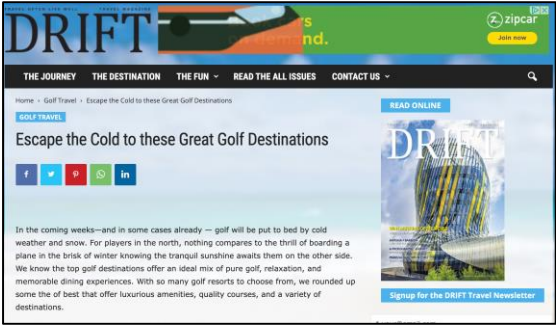 TRAVEL
TRAVEL MAGAZINE
DRIFT
demand.
zipcar
Join now
THE JOURNEY THE DESTINATION THE FUN READ THE ALL ISSUES CONTACT US
Home › Golf Travel › Escape the Cold to these Great Golf Destinations
GOLF TRAVEL
Escape the Cold to these Great Golf Destinations
In the coming weeks—and in some cases already — golf will be put to bed by cold
weather and snow. For players in the north, nothing compares to the thrill of boarding a
plane in the brisk of winter knowing the tranquil sunshine awaits them on the other side.
We know the top golf destinations offer an ideal mix of pure golf, relaxation, and
memorable dining experiences. With so many golf resorts to choose from, we rounded up
some the of best that offer luxurious amenities, quality courses, and a variety of
destinations.
READ ONLINE
DRIFT
Signup for the DRIFT Travel Newsletter